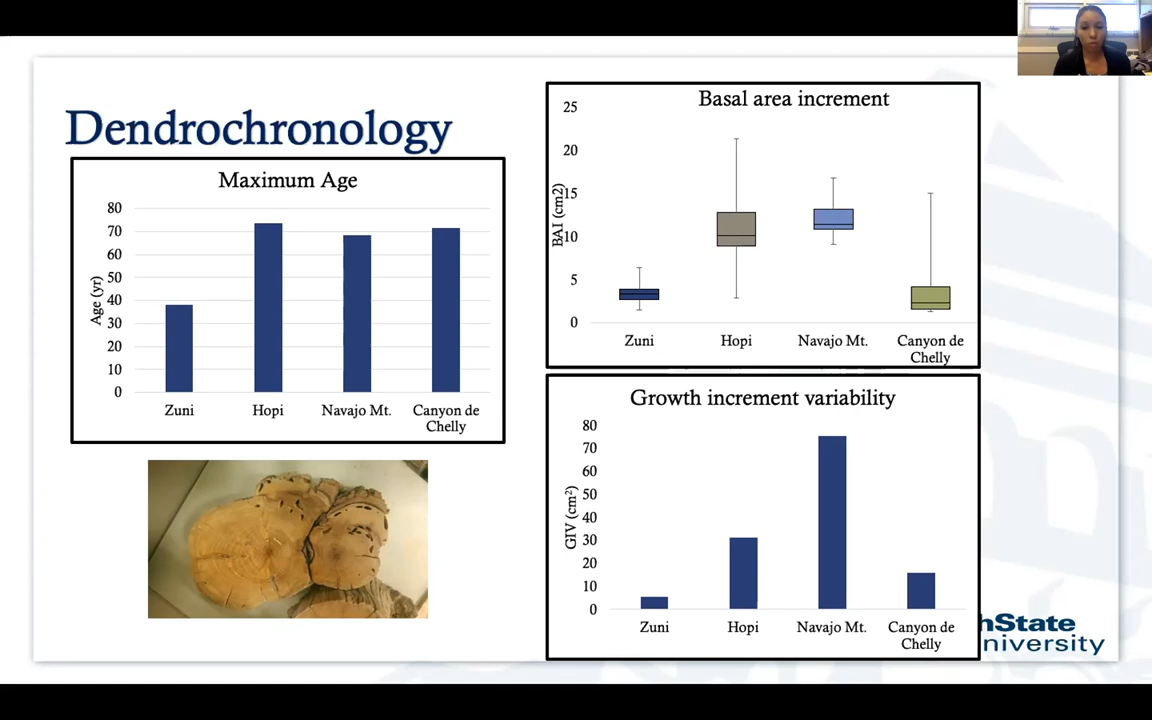 Dendrochronology
Maximum Age
80
70
60
50
40
30
20
10
0
Age (yr)
Zuni
Hopi
Navajo Mt.
Canyon de
Chelly
Basal area increment
25
20
15
10
5
0
BAI (cm2)
Zuni
Hopi
Navajo Mt.
Canyon de
Chelly
Growth increment variability
80
70
60
50
40
30
20
10
0
GIV (cm²)
Zuni
Hopi
Navajo Mt.
Canyon de
Chelly
hState
niversity